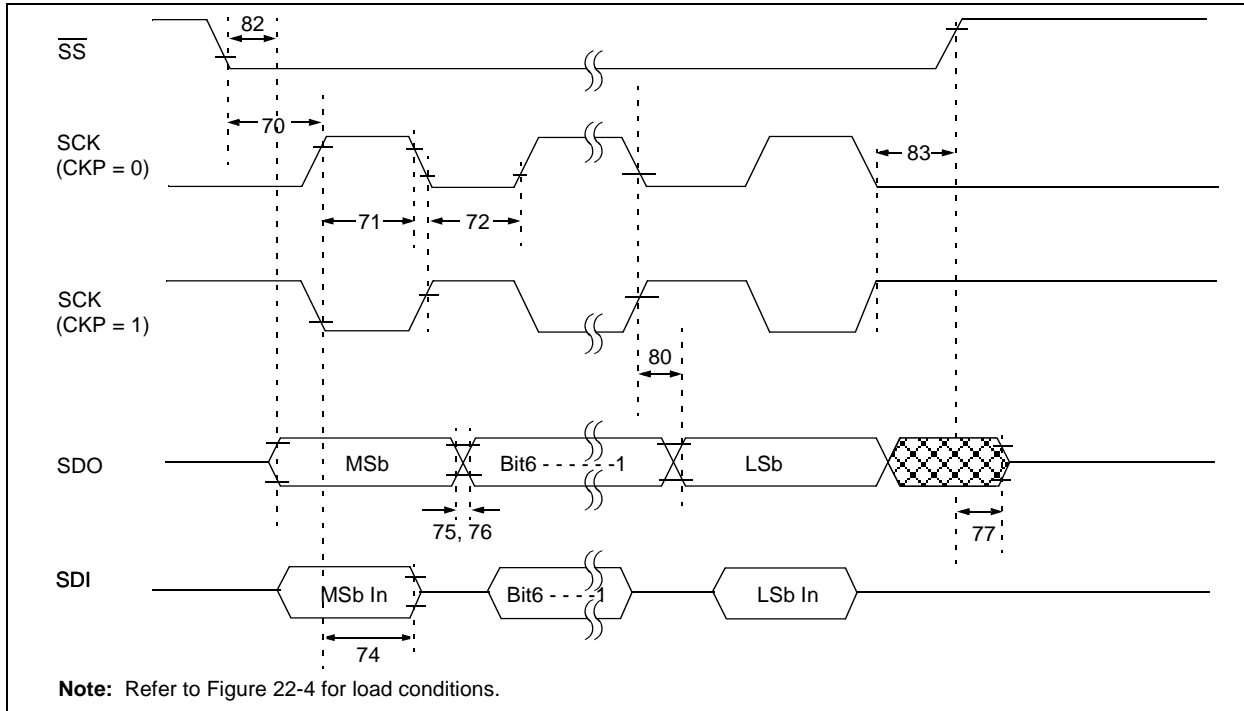 82
SS
70
SCK
(CKP = 0)
83
71
72
SCK
(CKP = 1)
80
SDO
MSb
Bit6 - - - - - -1
LSb
75, 76
77
SDI
MSb In
Bit6 - - - -1
LSb In
74
Note: Refer to Figure 22-4 for load conditions.